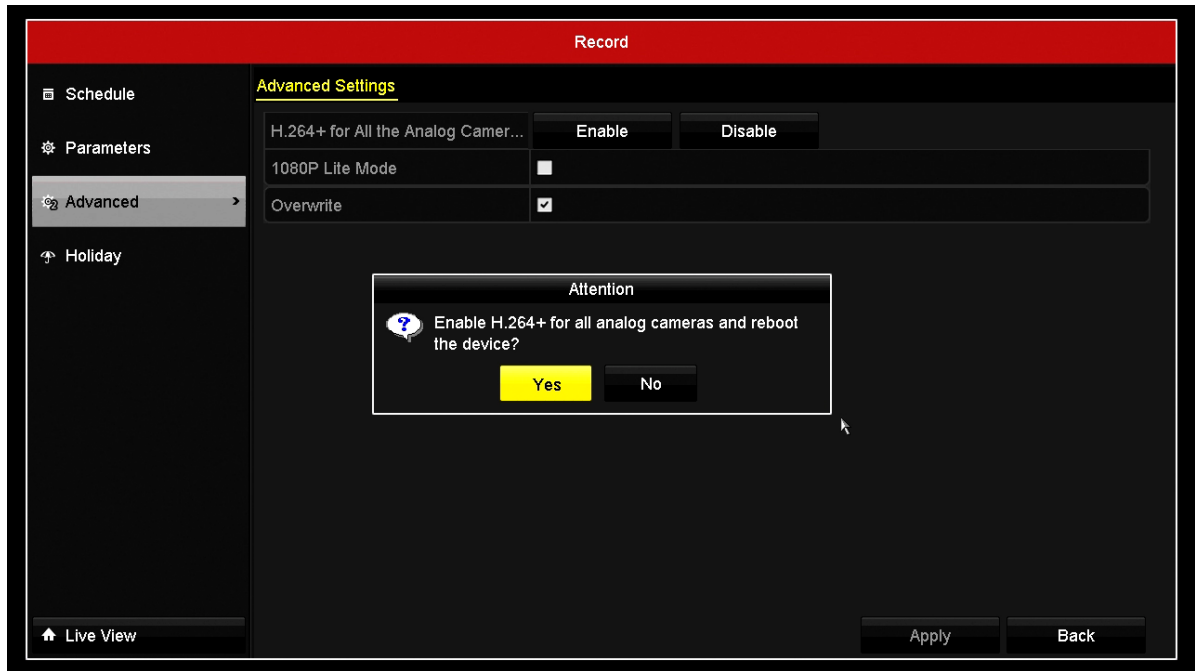 Record
Schedule
Parameters
Advanced
Holiday
Live View
Advanced Settings
H.264+ for All the Analog Camer... Enable Disable
1080P Lite Mode
Overwrite
Attention
Enable H.264+ for all analog cameras and reboot
the device?
Yes No
Apply Back